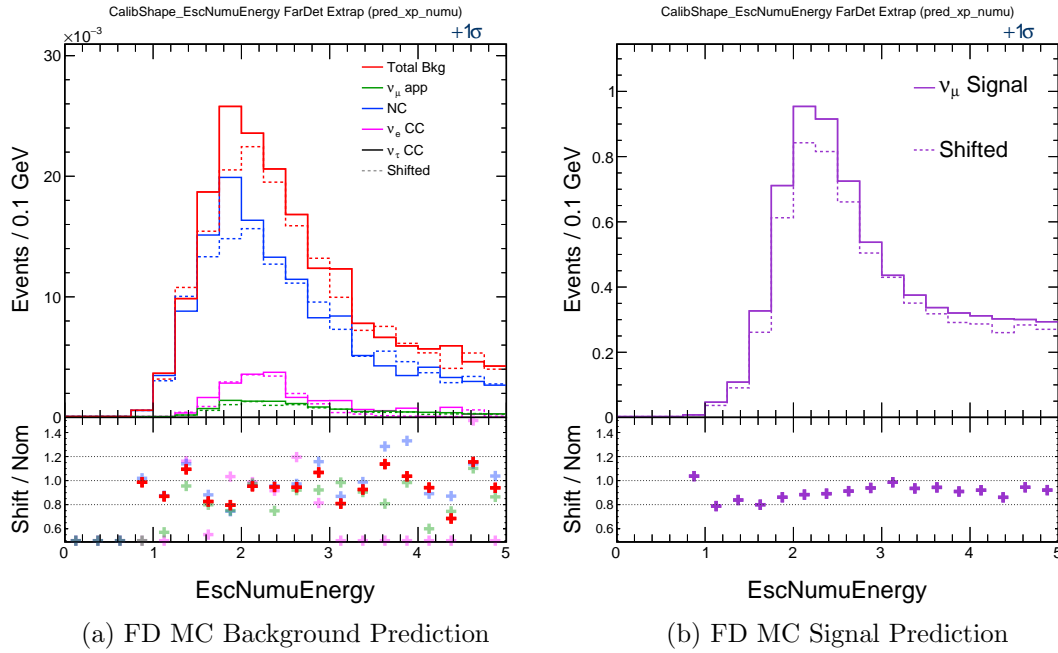 CalibShape_EscNumuEnergy FarDet Extrap (pred_xp_numu)
+1σ
×10⁻³
30
20
10
0
Events / 0.1 GeV
Total Bkg
νμ app
NC
νe CC
ντ CC
Shifted
1.4
1.2
1.0
0.8
0.6
Shift / Nom
0 1 2 3 4 5
EscNumuEnergy
(a) FD MC Background Prediction
CalibShape_EscNumuEnergy FarDet Extrap (pred_xp_numu)
+1σ
1
0.8
0.6
0.4
0.2
0
Events / 0.1 GeV
νμ Signal
Shifted
1.4
1.2
1.0
0.8
0.6
Shift / Nom
0 1 2 3 4 5
EscNumuEnergy
(b) FD MC Signal Prediction